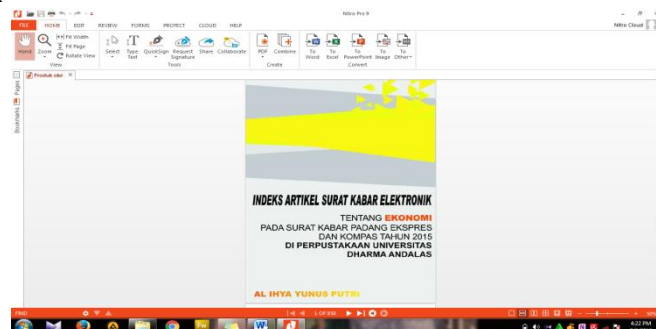 Nitro Pro 9
FILE HOME EDIT REVIEW FORMS PROTECT CLOUD HELP
Nitro Cloud
Hand
Zoom
Fit Width
Fit Page
Rotate View
View
Select
Type Text
QuickSign
Request Signature
Share
Collaborate
Tools
PDF
Combine
Create
To Word
To Excel
To PowerPoint
To Image
To Other
Convert
Pages
Bookmarks
INDEKS ARTIKEL SURAT KABAR ELEKTRONIK
TENTANG EKONOMI
PADA SURAT KABAR PADANG EKSPRES
DAN KOMPAS TAHUN 2015
DI PERPUSTAKAAN UNIVERSITAS
DHARMA ANDALAS
AL IHYA YUNUS PUTRI
FIND
4:22 PM